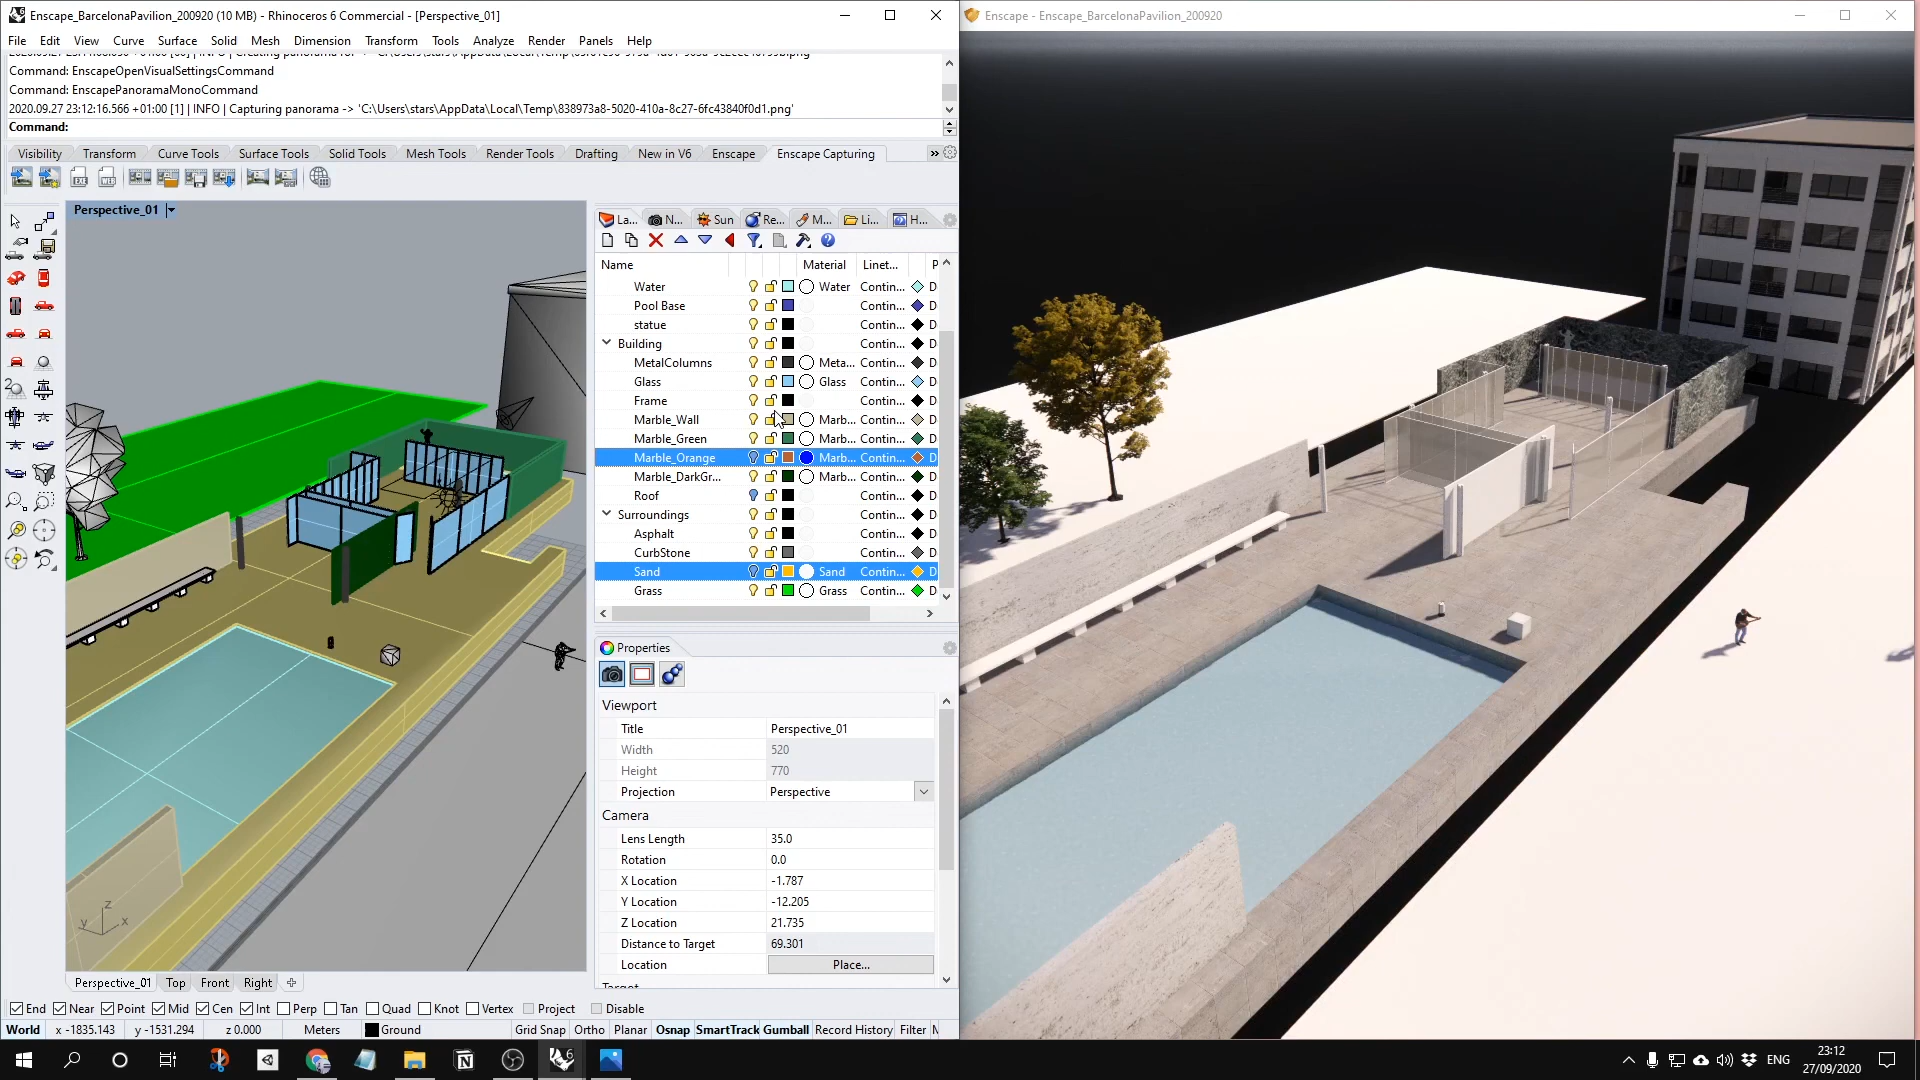 Enscape_BarcelonaPavilion_200920 (10 MB) - Rhinoceros 6 Commercial - [Perspective_01]
Enscape - Enscape_BarcelonaPavilion_200920
File Edit View Curve Surface Solid Mesh Dimension Transform Tools Analyze Render Panels Help
Command: EnscapeOpenVisualSettingsCommand
Command: EnscapePanoramaMonoCommand
2020.09.27 23:12:16.566 +01:00 [1] | INFO | Capturing panorama -> 'C:\Users\stars\AppData\Local\Temp\838973a8-5020-410a-8c27-6fc43840f0d1.png'
Command:
Visibility Transform Curve Tools Surface Tools Solid Tools Mesh Tools Render Tools Drafting New in V6 Enscape Enscape Capturing »
Perspective_01
La... N... Sun Re... M... Li... H...
Name Material Linet... P
Water Water Contin... D
Pool Base Contin... D
statue Contin... D
Building Contin... D
MetalColumns Meta... Contin... D
Glass Glass Contin... D
Frame Contin... D
Marble_Wall Marb... Contin... D
Marble_Green Marb... Contin... D
Marble_Orange Marb... Contin... D
Marble_DarkGr... Marb... Contin... D
Roof Contin... D
Surroundings Contin... D
Asphalt Contin... D
CurbStone Contin... D
Sand Sand Contin... D
Grass Grass Contin... D
Properties
Viewport
Title Perspective_01
Width 520
Height 770
Projection Perspective
Camera
Lens Length 35.0
Rotation 0.0
X Location -1.787
Y Location -12.205
Z Location 21.735
Distance to Target 69.301
Location Place...
z
y x
Perspective_01 Top Front Right
End Near Point Mid Cen Int Perp Tan Quad Knot Vertex Project Disable
World x -1835.143 y -1531.294 z 0.000 Meters Ground Grid Snap Ortho Planar Osnap SmartTrack Gumball Record History Filter
ENG
23:12
27/09/2020